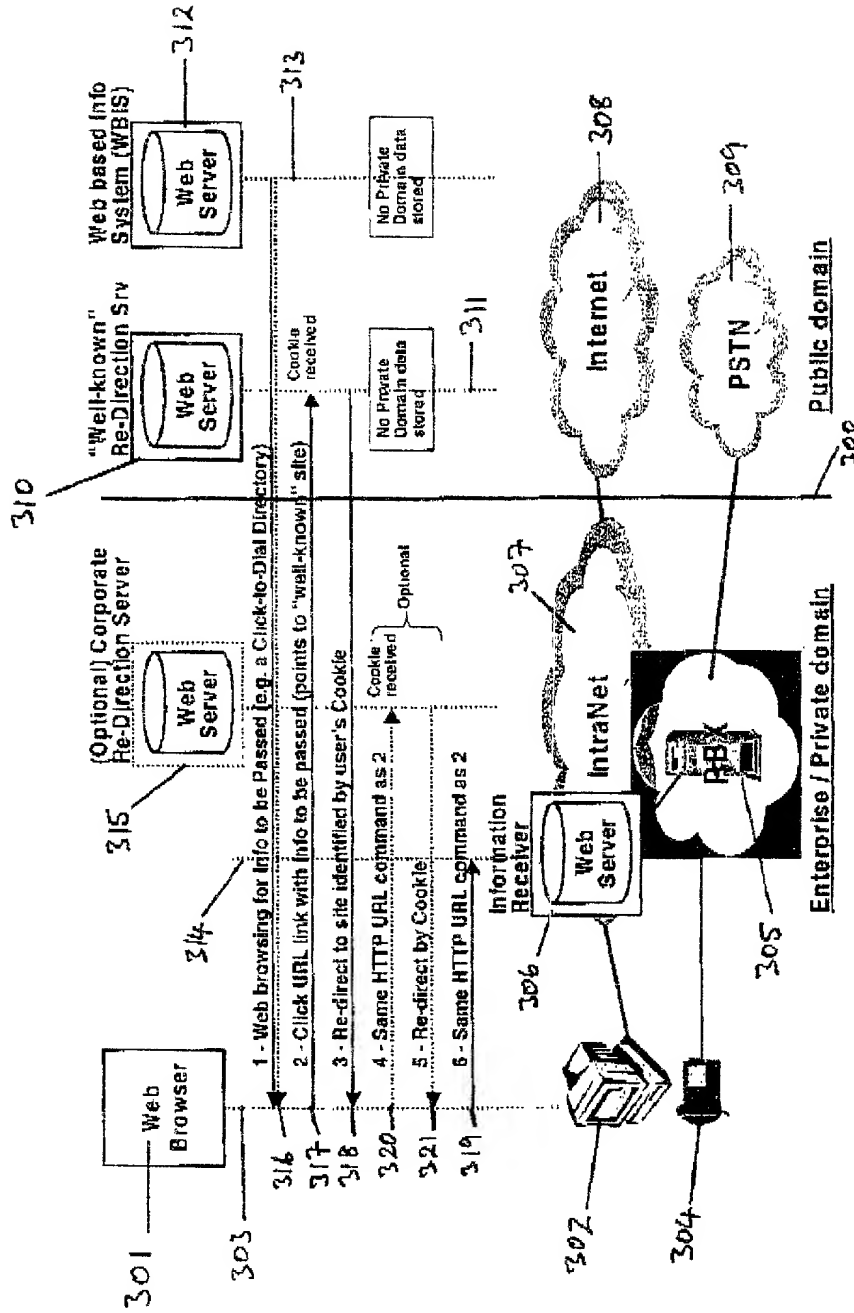 301
Web
Browser
303
(Optional) Corporate
Re-Direction Server
Web
Server
315
314
310
"Well-known"
Re-Direction Srv
Web
Server
Web based Info
System (WBIS)
Web
Server
312
313
1 - Web browsing for Info to be Passed (e.g. a Click-to-Dial Directory)
316
2 - Click URL link with info to be passed (points to "well-known" site)
317
Cookie
received
3 - Re-direct to site identified by user's Cookie
318
4 - Same HTTP URL command as 2
320
Cookie
received
Optional
5 - Re-direct by Cookie
321
6 - Same HTTP URL command as 2
319
No Private
Domain data
stored
311
No Private
Domain data
stored
Information
Receiver
Web
Server
306
302
304
IntraNet
307
PBX
305
Internet
308
PSTN
309
Enterprise / Private domain
Public domain